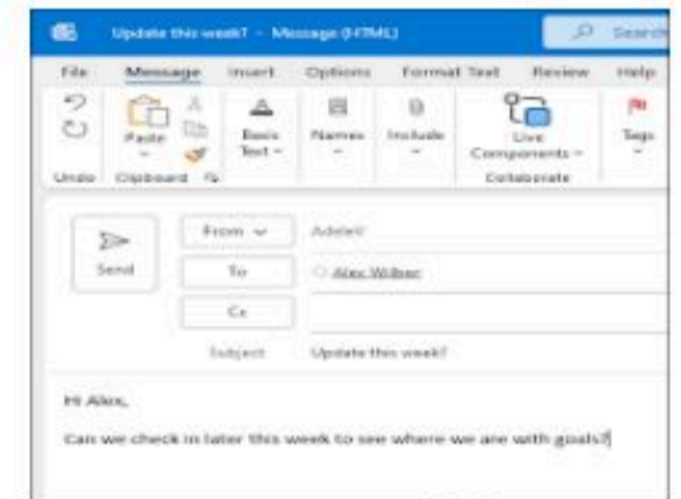 Update this week? - Message (HTML)
Search
File Message Insert Options Format Text Review Help
Paste
Basic Text
Names
Include
Live Components
Tags
Undo Clipboard Collaborate
Send
From AdeleV
To Alex Wilber
Cc
Subject Update this week?
Hi Alex,
Can we check in later this week to see where we are with goals?